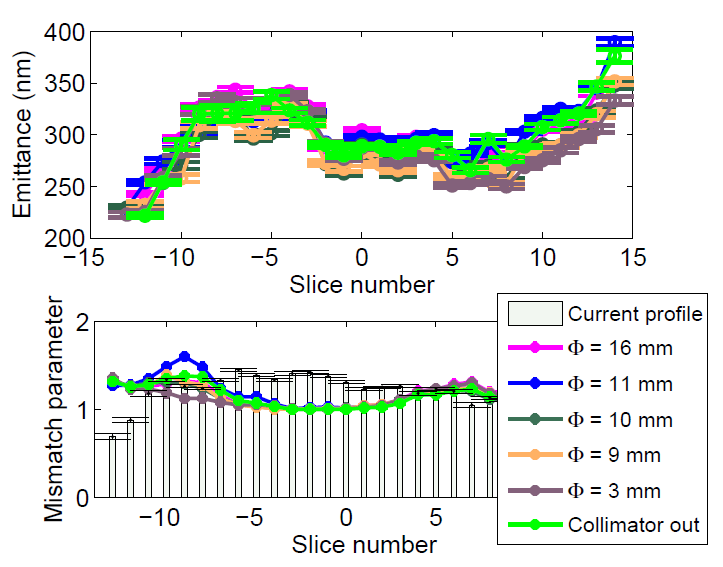 400
350
300
250
200
Emittance (nm)
−15 −10 −5 0 5 10 15
Slice number
2
1
0
Mismatch parameter
−10 −5 0 5
Slice number
Current profile
Φ = 16 mm
Φ = 11 mm
Φ = 10 mm
Φ = 9 mm
Φ = 3 mm
Collimator out